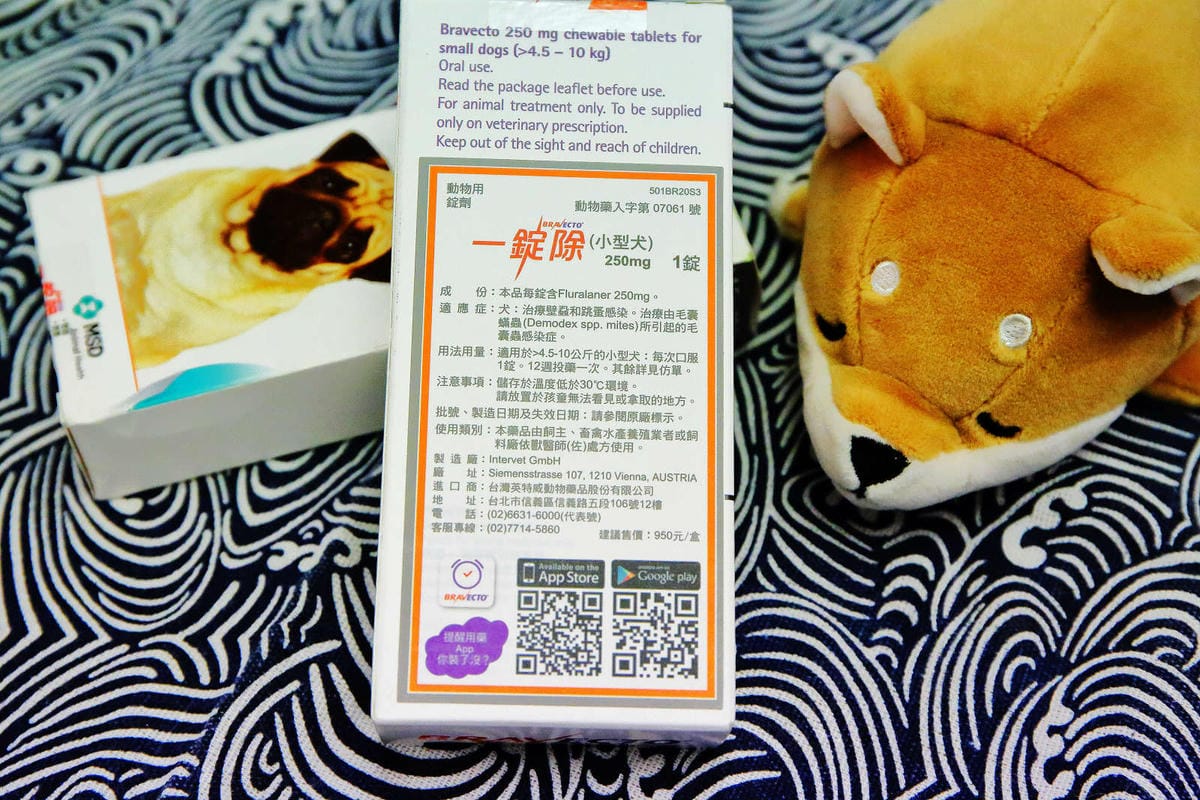 Bravecto 250 mg chewable tablets for
small dogs (>4.5 – 10 kg)
Oral use.
Read the package leaflet before use.
For animal treatment only. To be supplied
only on veterinary prescription.
Keep out of the sight and reach of children.
動物用
錠劑
501BR20S3
動物藥入字第 07061 號
BRAVECTO
一錠除(小型犬)
250mg 1錠
成 份:本品每錠含Fluralaner 250mg。
適 應 症:犬:治療壁蝨和跳蚤感染。治療由毛囊
蟎蟲(Demodex spp. mites)所引起的毛
囊蟲感染症。
用法用量:適用於>4.5-10公斤的小型犬:每次口服
1錠。12週投藥一次。其餘詳見仿單。
注意事項:儲存於溫度低於30℃環境。
請放置於孩童無法看見或拿取的地方。
批號、製造日期及失效日期:請參閱原廠標示。
使用類別:本藥品由飼主、畜禽水產養殖業者或飼
料廠依獸醫師(佐)處方使用。
製 造 廠:Intervet GmbH
廠 址:Siemensstrasse 107, 1210 Vienna, AUSTRIA
進 口 商:台灣英特威動物藥品股份有限公司
地 址:台北市信義區信義路五段106號12樓
電 話:(02)6631-6000(代表號)
客服專線:(02)7714-5860
建議售價:950元/盒
BRAVECTO
Available on the
App Store
Google play
提醒用藥
App
你裝了沒?
BRAVECTO
MSD
Animal Health